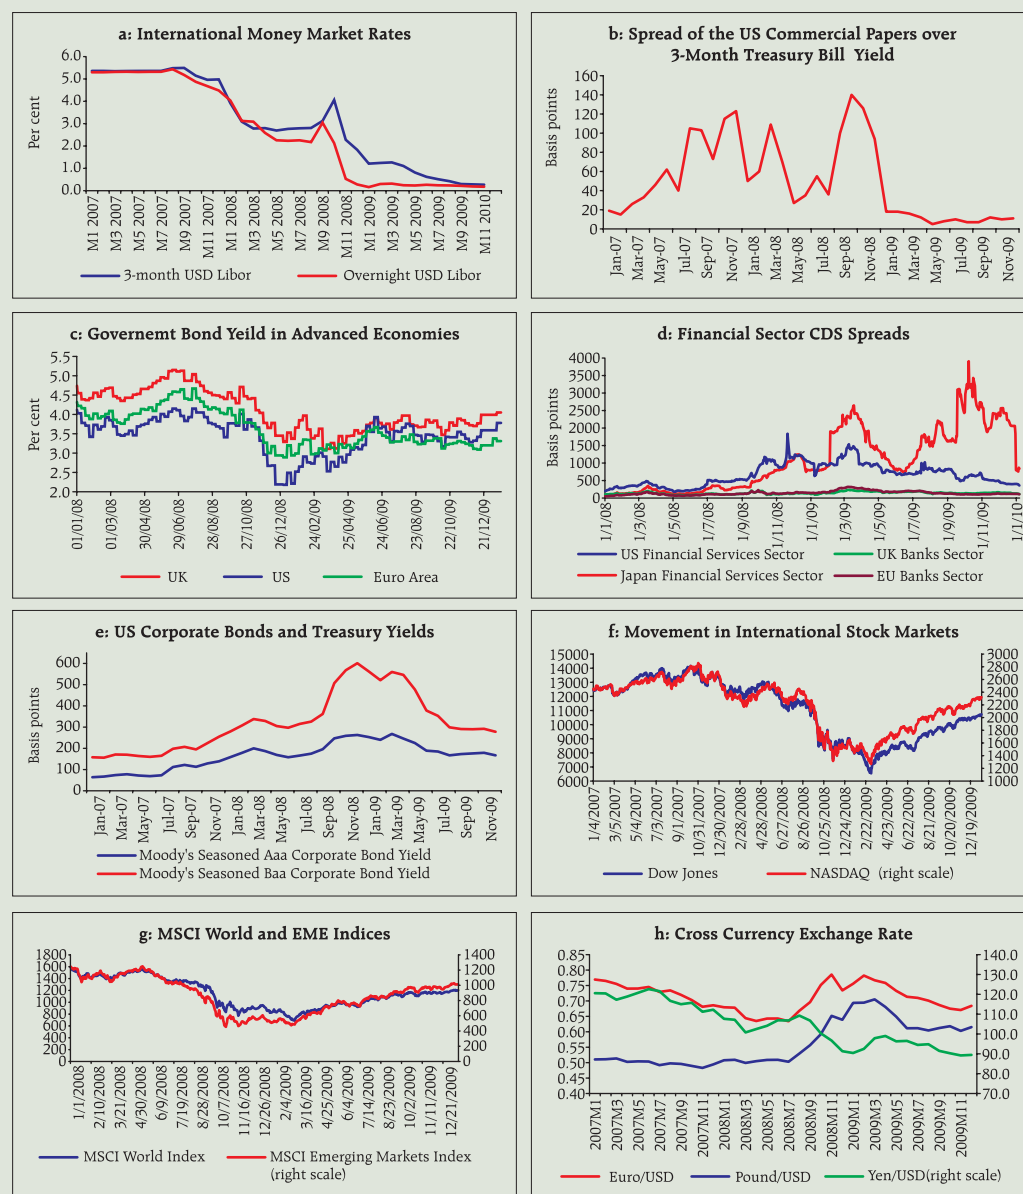 a: International Money Market Rates
Per cent
6.0
5.0
4.0
3.0
2.0
1.0
0.0
M1 2007
M3 2007
M5 2007
M7 2007
M9 2007
M11 2007
M1 2008
M3 2008
M5 2008
M7 2008
M9 2008
M11 2008
M1 2009
M3 2009
M5 2009
M7 2009
M9 2009
M11 2010
3-month USD Libor
Overnight USD Libor
b: Spread of the US Commercial Papers over
3-Month Treasury Bill Yield
Basis points
160
140
120
100
80
60
40
20
0
Jan-07
Mar-07
May-07
Jul-07
Sep-07
Nov-07
Jan-08
Mar-08
May-08
Jul-08
Sep-08
Nov-08
Jan-09
Mar-09
May-09
Jul-09
Sep-09
Nov-09
c: Governemt Bond Yeild in Advanced Economies
Per cent
5.5
5.0
4.5
4.0
3.5
3.0
2.5
2.0
01/01/08
01/03/08
30/04/08
29/06/08
28/08/08
27/10/08
26/12/08
24/02/09
25/04/09
24/06/09
23/08/09
22/10/09
21/12/09
UK
US
Euro Area
d: Financial Sector CDS Spreads
Basis points
4000
3500
3000
2500
2000
1500
1000
500
0
1/1/08
1/3/08
1/5/08
1/7/08
1/9/08
1/11/08
1/1/09
1/3/09
1/5/09
1/7/09
1/9/09
1/11/09
1/1/10
US Financial Services Sector
UK Banks Sector
Japan Financial Services Sector
EU Banks Sector
e: US Corporate Bonds and Treasury Yields
Basis points
600
500
400
300
200
100
0
Jan-07
Mar-07
May-07
Jul-07
Sep-07
Nov-07
Jan-08
Mar-08
May-08
Jul-08
Sep-08
Nov-08
Jan-09
Mar-09
May-09
Jul-09
Sep-09
Nov-09
Moody's Seasoned Aaa Corporate Bond Yield
Moody's Seasoned Baa Corporate Bond Yield
f: Movement in International Stock Markets
15000
14000
13000
12000
11000
10000
9000
8000
7000
6000
3000
2800
2600
2400
2200
2000
1800
1600
1400
1200
1000
1/4/2007
3/5/2007
5/4/2007
7/3/2007
9/1/2007
10/31/2007
12/30/2007
2/28/2008
4/28/2008
6/27/2008
8/26/2008
10/25/2008
12/24/2008
2/22/2009
4/23/2009
6/22/2009
8/21/2009
10/20/2009
12/19/2009
Dow Jones
NASDAQ (right scale)
g: MSCI World and EME Indices
1800
1600
1400
1200
1000
800
600
400
200
0
1400
1200
1000
800
600
400
200
0
1/1/2008
2/10/2008
3/21/2008
4/30/2008
6/9/2008
7/19/2008
8/28/2008
10/7/2008
11/16/2008
12/26/2008
2/4/2009
3/16/2009
4/25/2009
6/4/2009
7/14/2009
8/23/2009
10/2/2009
11/11/2009
12/21/2009
MSCI World Index
MSCI Emerging Markets Index
(right scale)
h: Cross Currency Exchange Rate
0.85
0.80
0.75
0.70
0.65
0.60
0.55
0.50
0.45
0.40
140.0
130.0
120.0
110.0
100.0
90.0
80.0
70.0
2007M1
2007M3
2007M5
2007M7
2007M9
2007M11
2008M1
2008M3
2008M5
2008M7
2008M9
2008M11
2009M1
2009M3
2009M5
2009M7
2009M9
2009M11
Euro/USD
Pound/USD
Yen/USD(right scale)